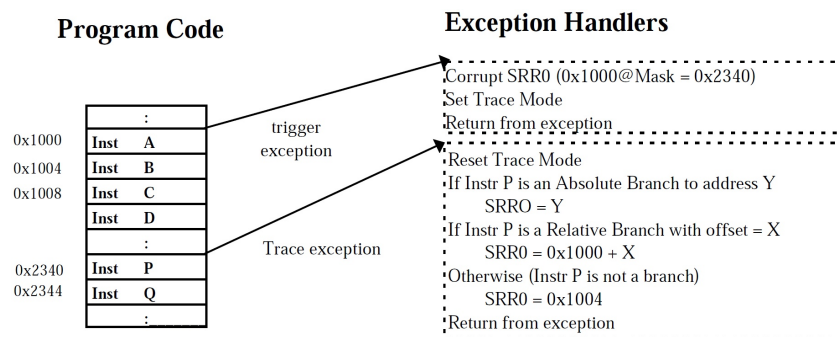 Program Code
Exception Handlers
:
0x1000 Inst A
0x1004 Inst B
0x1008 Inst C
Inst D
:
0x2340 Inst P
0x2344 Inst Q
:
trigger
exception
Trace exception
Corrupt SRR0 (0x1000@Mask = 0x2340)
Set Trace Mode
Return from exception
Reset Trace Mode
If Instr P is an Absolute Branch to address Y
SRRO = Y
If Instr P is a Relative Branch with offset = X
SRR0 = 0x1000 + X
Otherwise (Instr P is not a branch)
SRR0 = 0x1004
Return from exception